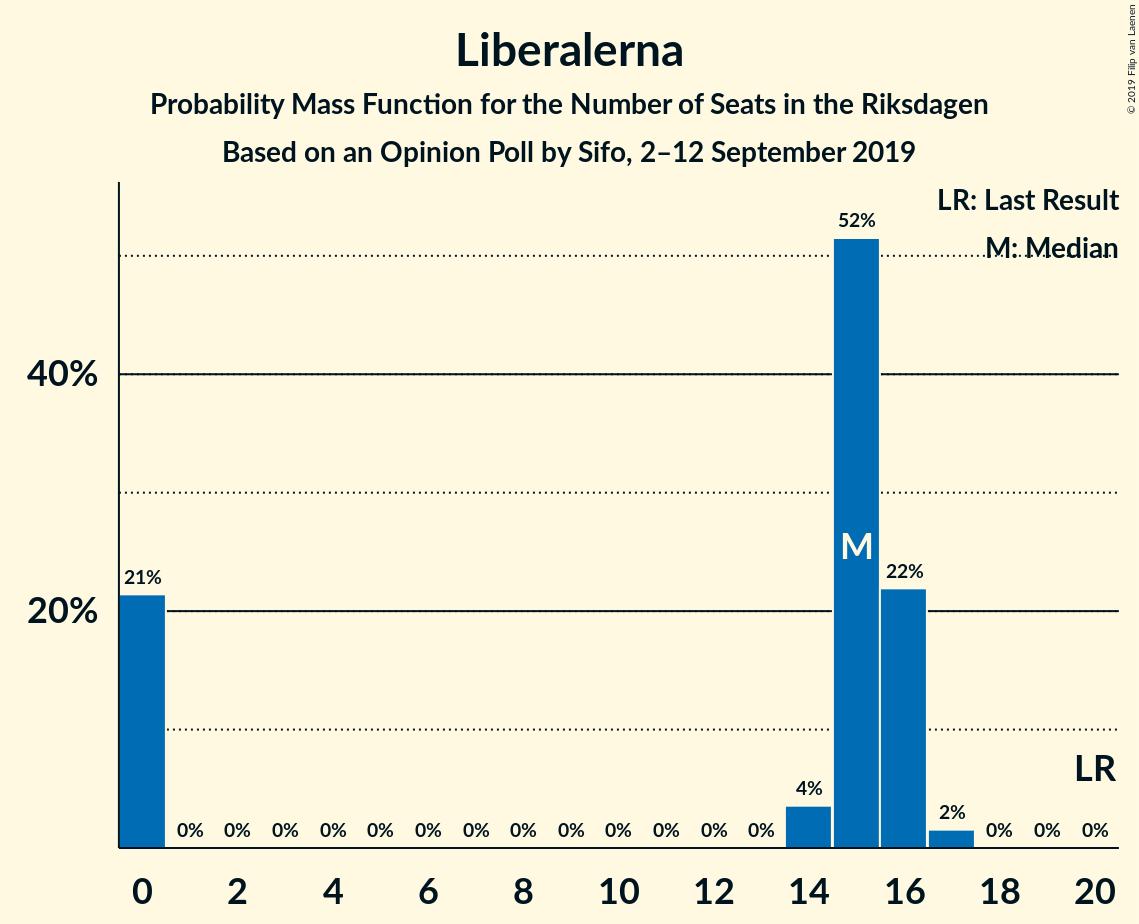 Liberalerna
Probability Mass Function for the Number of Seats in the Riksdagen
Based on an Opinion Poll by Sifo, 2–12 September 2019
© 2019 Filip van Laenen
LR: Last Result
M: Median
52%
40%
M
21%
22%
20%
LR
4%
2%
0% 0% 0% 0% 0% 0% 0% 0% 0% 0% 0% 0% 0% 0% 0% 0%
0 2 4 6 8 10 12 14 16 18 20